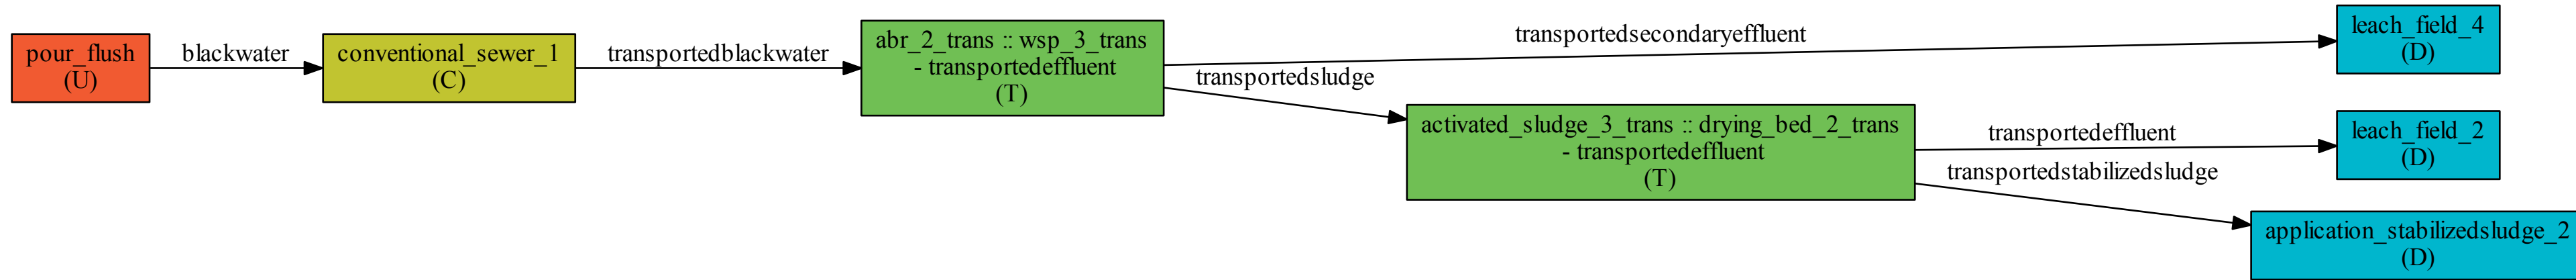 pour_flush
(U)
blackwater
conventional_sewer_1
(C)
transportedblackwater
abr_2_trans :: wsp_3_trans
- transportedeffluent
(T)
transportedsecondaryeffluent
transportedsludge
leach_field_4
(D)
activated_sludge_3_trans :: drying_bed_2_trans
- transportedeffluent
(T)
transportedeffluent
transportedstabilizedsludge
leach_field_2
(D)
application_stabilizedsludge_2
(D)